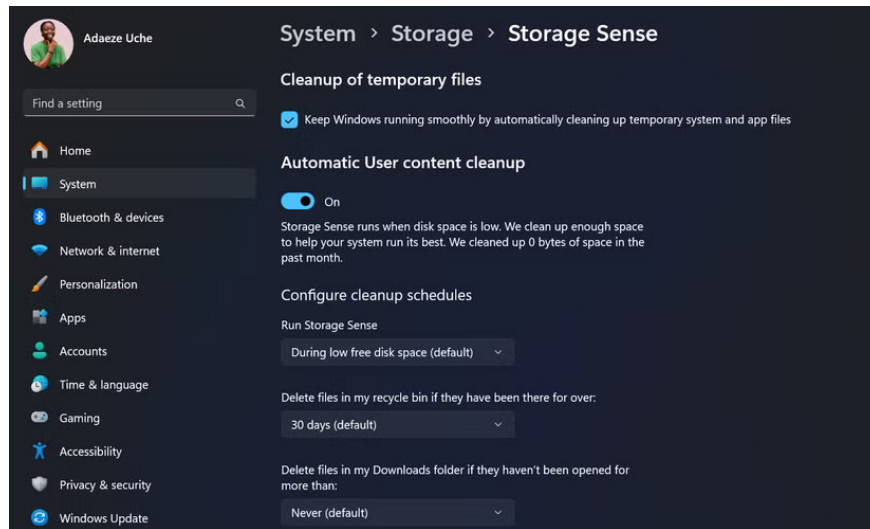 Adaeze Uche
Find a setting
Home
System
Bluetooth & devices
Network & internet
Personalization
Apps
Accounts
Time & language
Gaming
Accessibility
Privacy & security
Windows Update
System > Storage > Storage Sense
Cleanup of temporary files
Keep Windows running smoothly by automatically cleaning up temporary system and app files
Automatic User content cleanup
On
Storage Sense runs when disk space is low. We clean up enough space
to help your system run its best. We cleaned up 0 bytes of space in the
past month.
Configure cleanup schedules
Run Storage Sense
During low free disk space (default)
Delete files in my recycle bin if they have been there for over:
30 days (default)
Delete files in my Downloads folder if they haven't been opened for
more than:
Never (default)